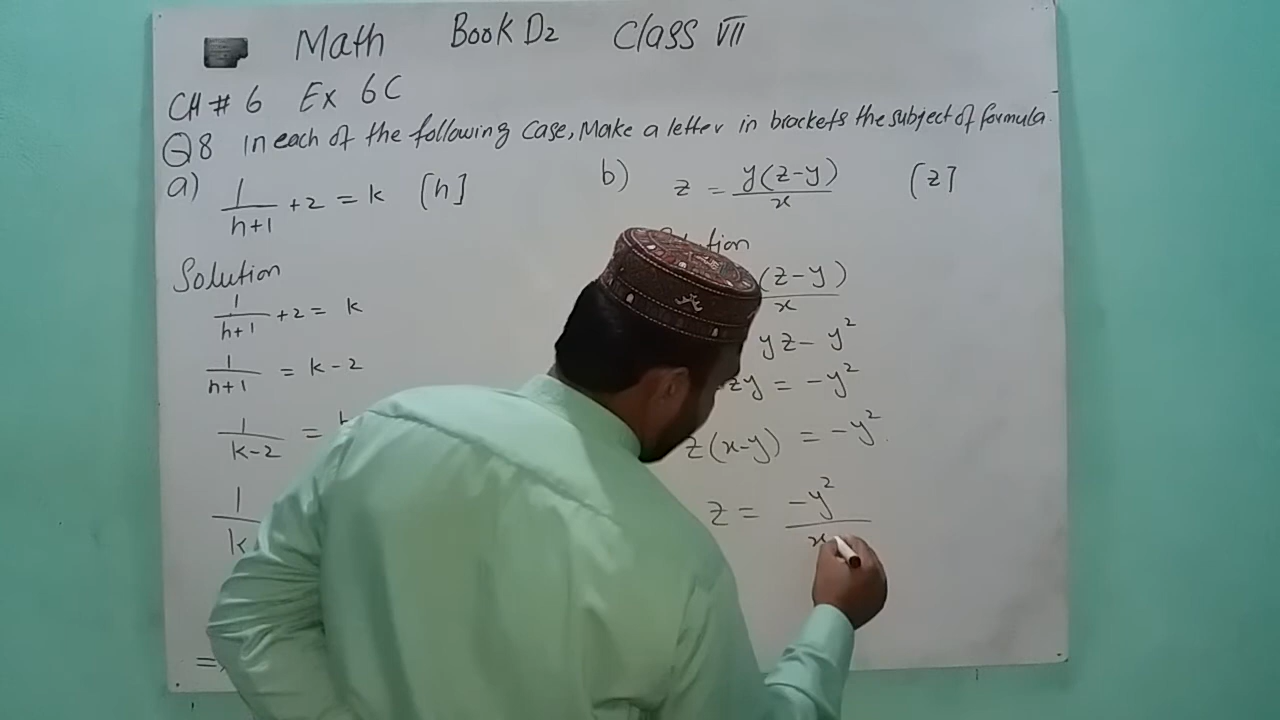 Math Book D2 Class VII
CH # 6 Ex 6C
Q8 In each of the following case, Make a letter in brackets the subject of formula.
a) 1/(h+1) + 2 = k [h]
Solution
1/(h+1) + 2 = k
1/(h+1) = k - 2
1/(k-2) =
1/k
=
b) z = y(z-y)/x [z]
(z-y)/x
yz - y²
zy = -y²
z(x-y) = -y²
z = -y²/x